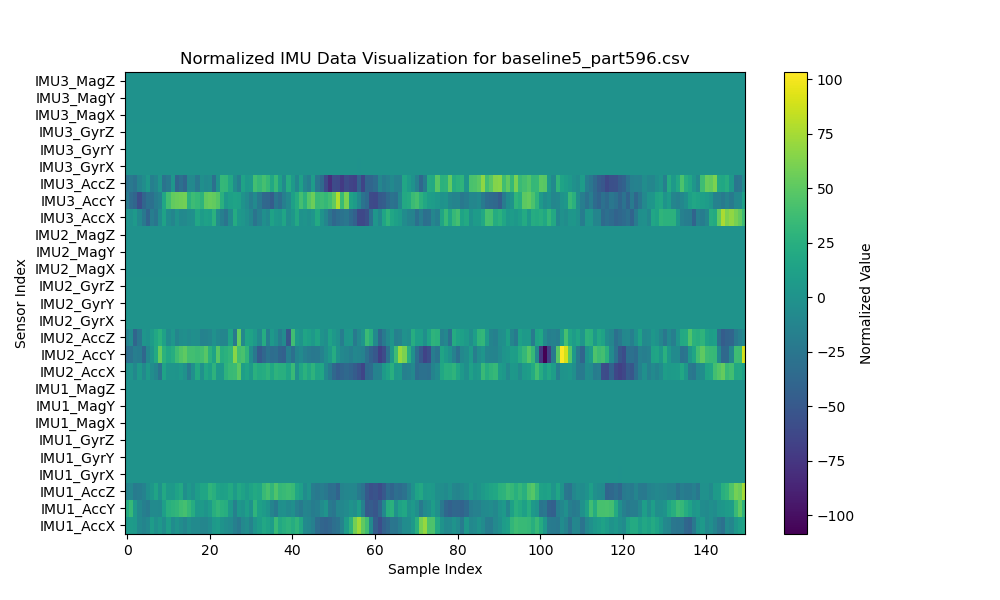 Normalized IMU Data Visualization for baseline5_part596.csv
IMU3_MagZ
IMU3_MagY
IMU3_MagX
IMU3_GyrZ
IMU3_GyrY
IMU3_GyrX
IMU3_AccZ
IMU3_AccY
IMU3_AccX
IMU2_MagZ
IMU2_MagY
IMU2_MagX
IMU2_GyrZ
IMU2_GyrY
IMU2_GyrX
IMU2_AccZ
IMU2_AccY
IMU2_AccX
IMU1_MagZ
IMU1_MagY
IMU1_MagX
IMU1_GyrZ
IMU1_GyrY
IMU1_GyrX
IMU1_AccZ
IMU1_AccY
IMU1_AccX
Sensor Index
0 20 40 60 80 100 120 140
Sample Index
100
75
50
25
0
−25
−50
−75
−100
Normalized Value